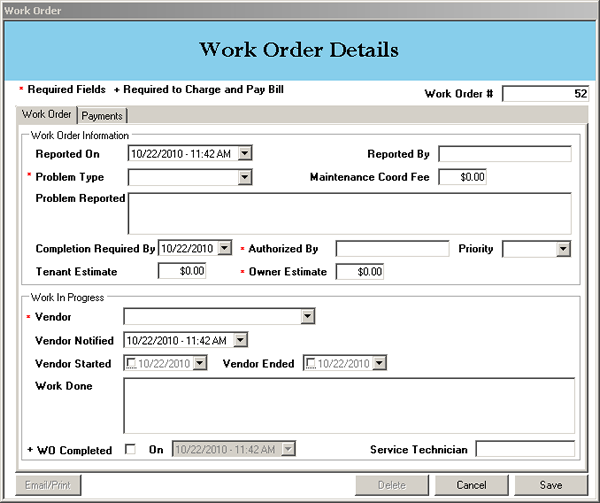 Work Order
Work Order Details
* Required Fields + Required to Charge and Pay Bill
Work Order # 52
Work Order Payments
Work Order Information
Reported On 10/22/2010 - 11:42 AM Reported By
* Problem Type Maintenance Coord Fee $0.00
Problem Reported
Completion Required By 10/22/2010 * Authorized By Priority
Tenant Estimate $0.00 * Owner Estimate $0.00
Work In Progress
* Vendor
Vendor Notified 10/22/2010 - 11:42 AM
Vendor Started 10/22/2010 Vendor Ended 10/22/2010
Work Done
+ WO Completed On 10/22/2010 - 11:42 AM Service Technician
Email/Print Delete Cancel Save